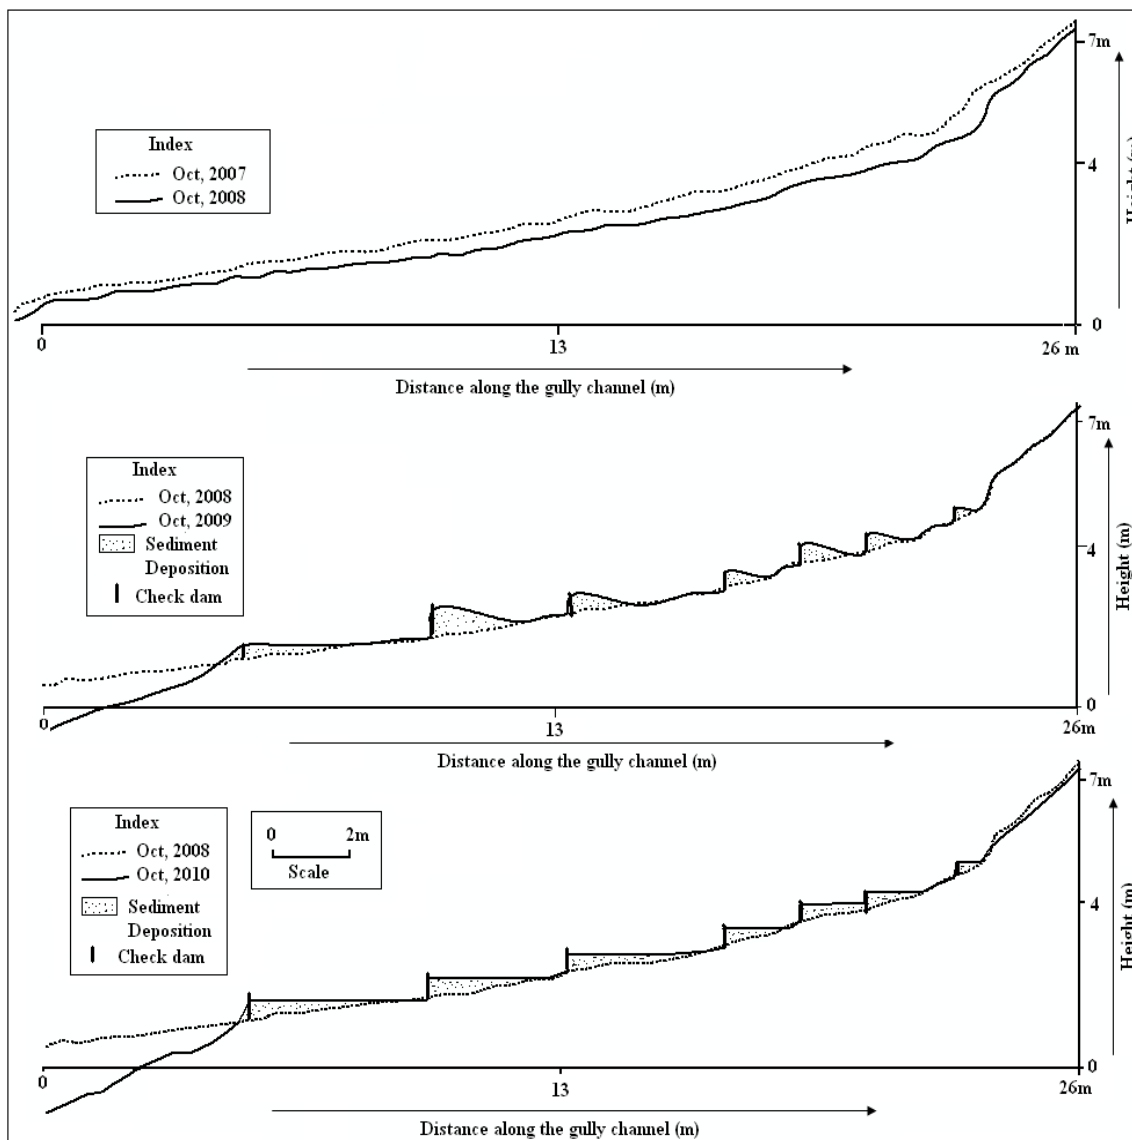 7m
Index
Oct, 2007
Oct, 2008
4
Height (m)
0
0
13
26 m
Distance along the gully channel (m)
7m
Index
Oct, 2008
Oct, 2009
Sediment
Deposition
Check dam
4
Height (m)
0
0
13
26m
Distance along the gully channel (m)
7m
Index
Oct, 2008
Oct, 2010
Sediment
Deposition
Check dam
0 2m
Scale
4
Height (m)
0
0
13
26m
Distance along the gully channel (m)